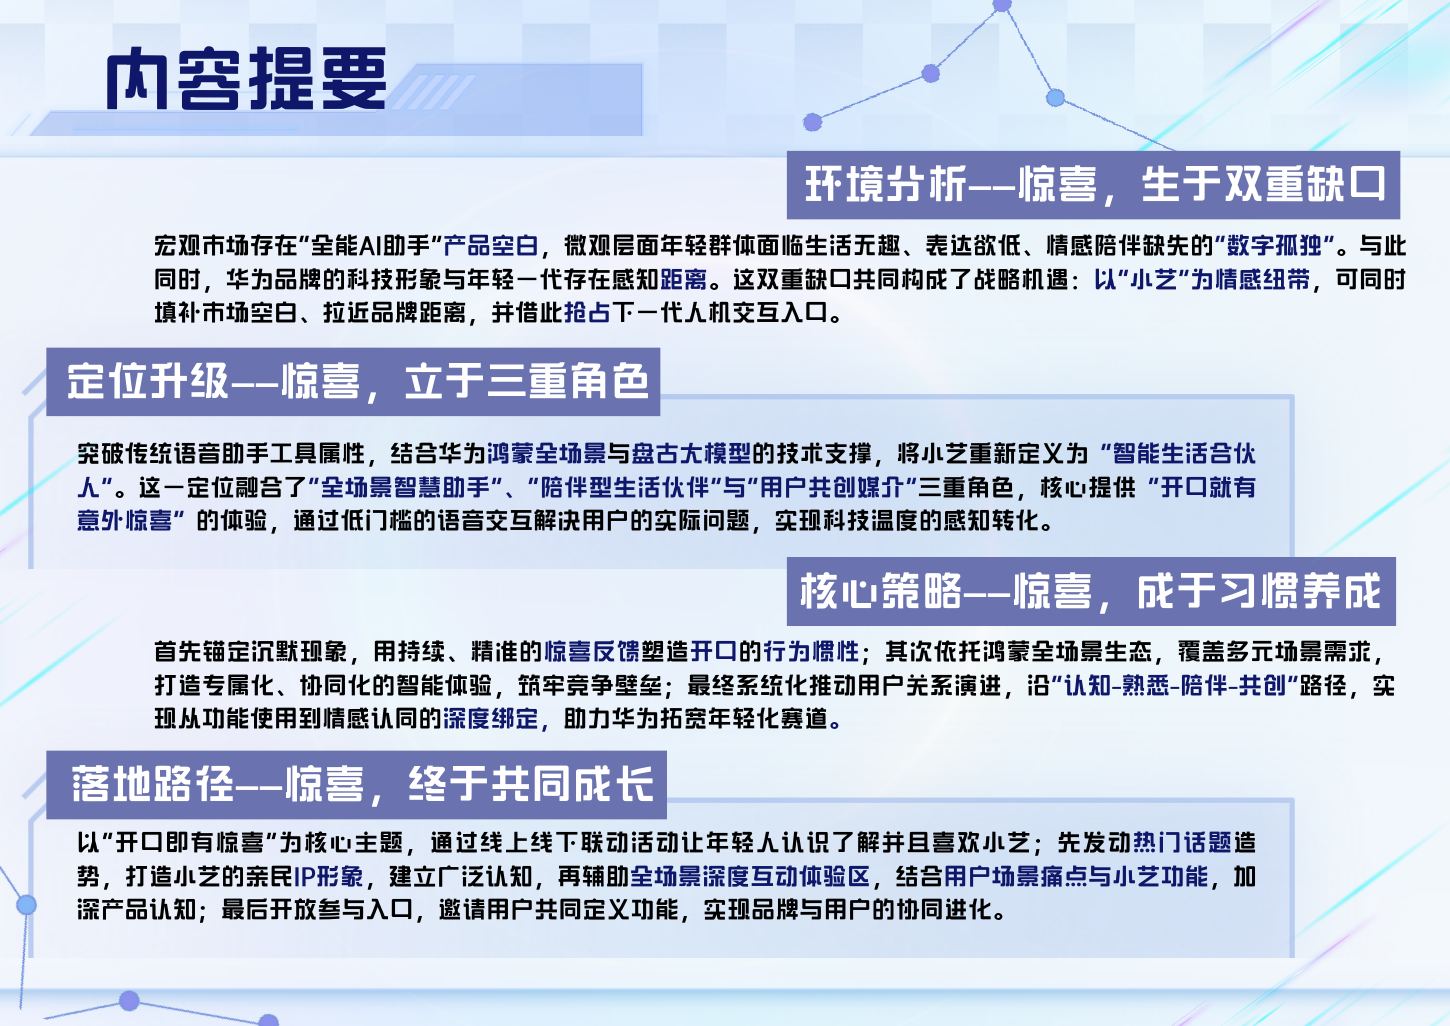 内容提要
环境分析——惊喜，生于双重缺口
宏观市场存在“全能AI助手”产品空白，微观层面年轻群体面临生活无趣、表达欲低、情感陪伴缺失的“数字孤独”。与此
同时，华为品牌的科技形象与年轻一代存在感知距离。这双重缺口共同构成了战略机遇：以“小艺”为情感纽带，可同时
填补市场空白、拉近品牌距离，并借此抢占下一代人机交互入口。
定位升级——惊喜，立于三重角色
突破传统语音助手工具属性，结合华为鸿蒙全场景与盘古大模型的技术支撑，将小艺重新定义为 “智能生活合伙
人”。这一定位融合了“全场景智慧助手”、“陪伴型生活伙伴”与“用户共创媒介”三重角色，核心提供 “开口就有
意外惊喜” 的体验，通过低门槛的语音交互解决用户的实际问题，实现科技温度的感知转化。
核心策略——惊喜，成于习惯养成
首先锚定沉默现象，用持续、精准的惊喜反馈塑造开口的行为惯性；其次依托鸿蒙全场景生态，覆盖多元场景需求，
打造专属化、协同化的智能体验，筑牢竞争壁垒；最终系统化推动用户关系演进，沿“认知-熟悉-陪伴-共创”路径，实
现从功能使用到情感认同的深度绑定，助力华为拓宽年轻化赛道。
落地路径——惊喜，终于共同成长
以“开口即有惊喜”为核心主题，通过线上线下联动活动让年轻人认识了解并且喜欢小艺；先发动热门话题造
势，打造小艺的亲民IP形象，建立广泛认知，再辅助全场景深度互动体验区，结合用户场景痛点与小艺功能，加
深产品认知；最后开放参与入口，邀请用户共同定义功能，实现品牌与用户的协同进化。